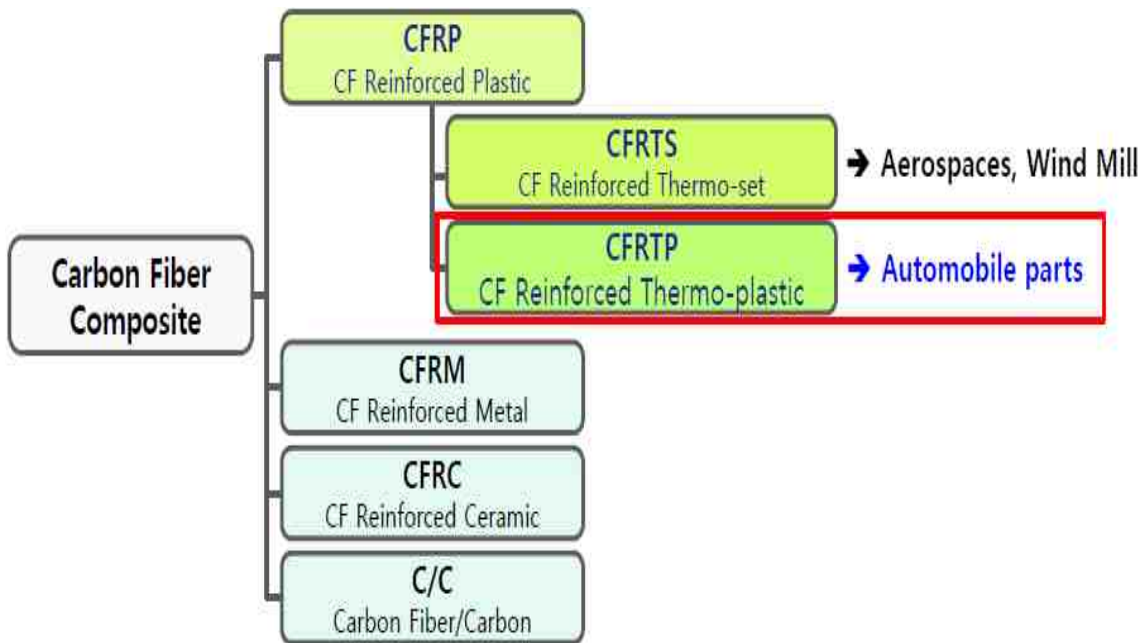 CFRP
CF Reinforced Plastic
CFRTS
CF Reinforced Thermo-set
➔ Aerospaces, Wind Mill
CFRTP
CF Reinforced Thermo-plastic
➔ Automobile parts
Carbon Fiber
Composite
CFRM
CF Reinforced Metal
CFRC
CF Reinforced Ceramic
C/C
Carbon Fiber/Carbon